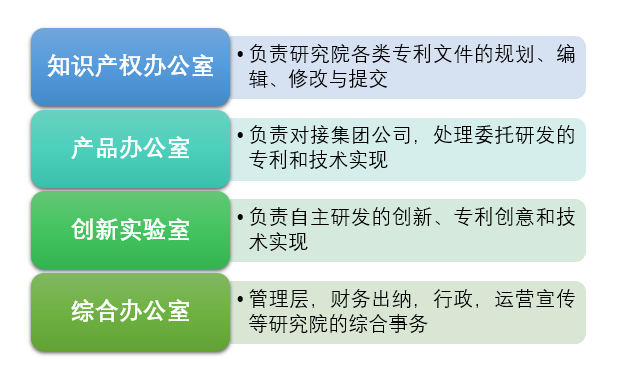 知识产权办公室
• 负责研究院各类专利文件的规划、编
辑、修改与提交
产品办公室
• 负责对接集团公司，处理委托研发的
专利和技术实现
创新实验室
• 负责自主研发的创新、专利创意和技
术实现
综合办公室
• 管理层，财务出纳，行政，运营宣传
等研究院的综合事务